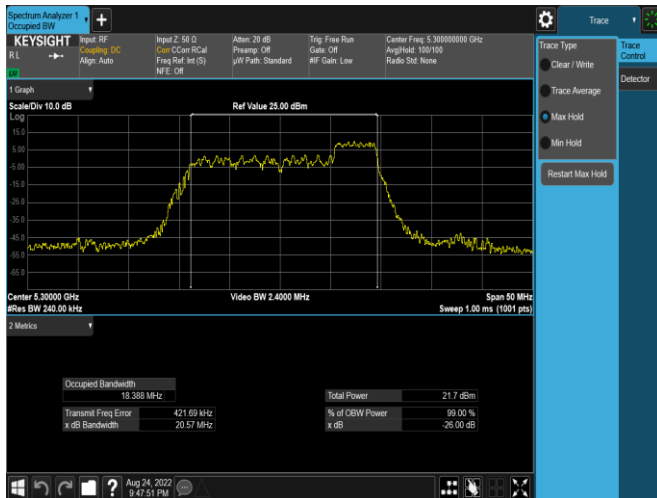 Spectrum Analyzer 1
Occupied BW
+
Trace
KEYSIGHT
R L
Input: RF
Coupling: DC
Align: Auto
Input Z: 50 Ω
Corr CCorr RCal
Freq Ref: Int (S)
NFE: Off
Atten: 20 dB
Preamp: Off
µW Path: Standard
Trig: Free Run
Gate: Off
#IF Gain: Low
Center Freq: 5.300000000 GHz
Avg|Hold: 100/100
Radio Std: None
Trace Type
Clear / Write
Trace Average
Max Hold
Min Hold
Restart Max Hold
Trace
Control
Detector
1 Graph
Scale/Div 10.0 dB
Ref Value 25.00 dBm
Log
15.0
5.00
-5.00
-15.0
-25.0
-35.0
-45.0
-55.0
-65.0
Center 5.30000 GHz
#Res BW 240.00 kHz
Video BW 2.4000 MHz
Span 50 MHz
Sweep 1.00 ms (1001 pts)
2 Metrics
Occupied Bandwidth
18.388 MHz
Transmit Freq Error 421.69 kHz
x dB Bandwidth 20.57 MHz
Total Power 21.7 dBm
% of OBW Power 99.00 %
x dB -26.00 dB
?
Aug 24, 2022
9:47:51 PM